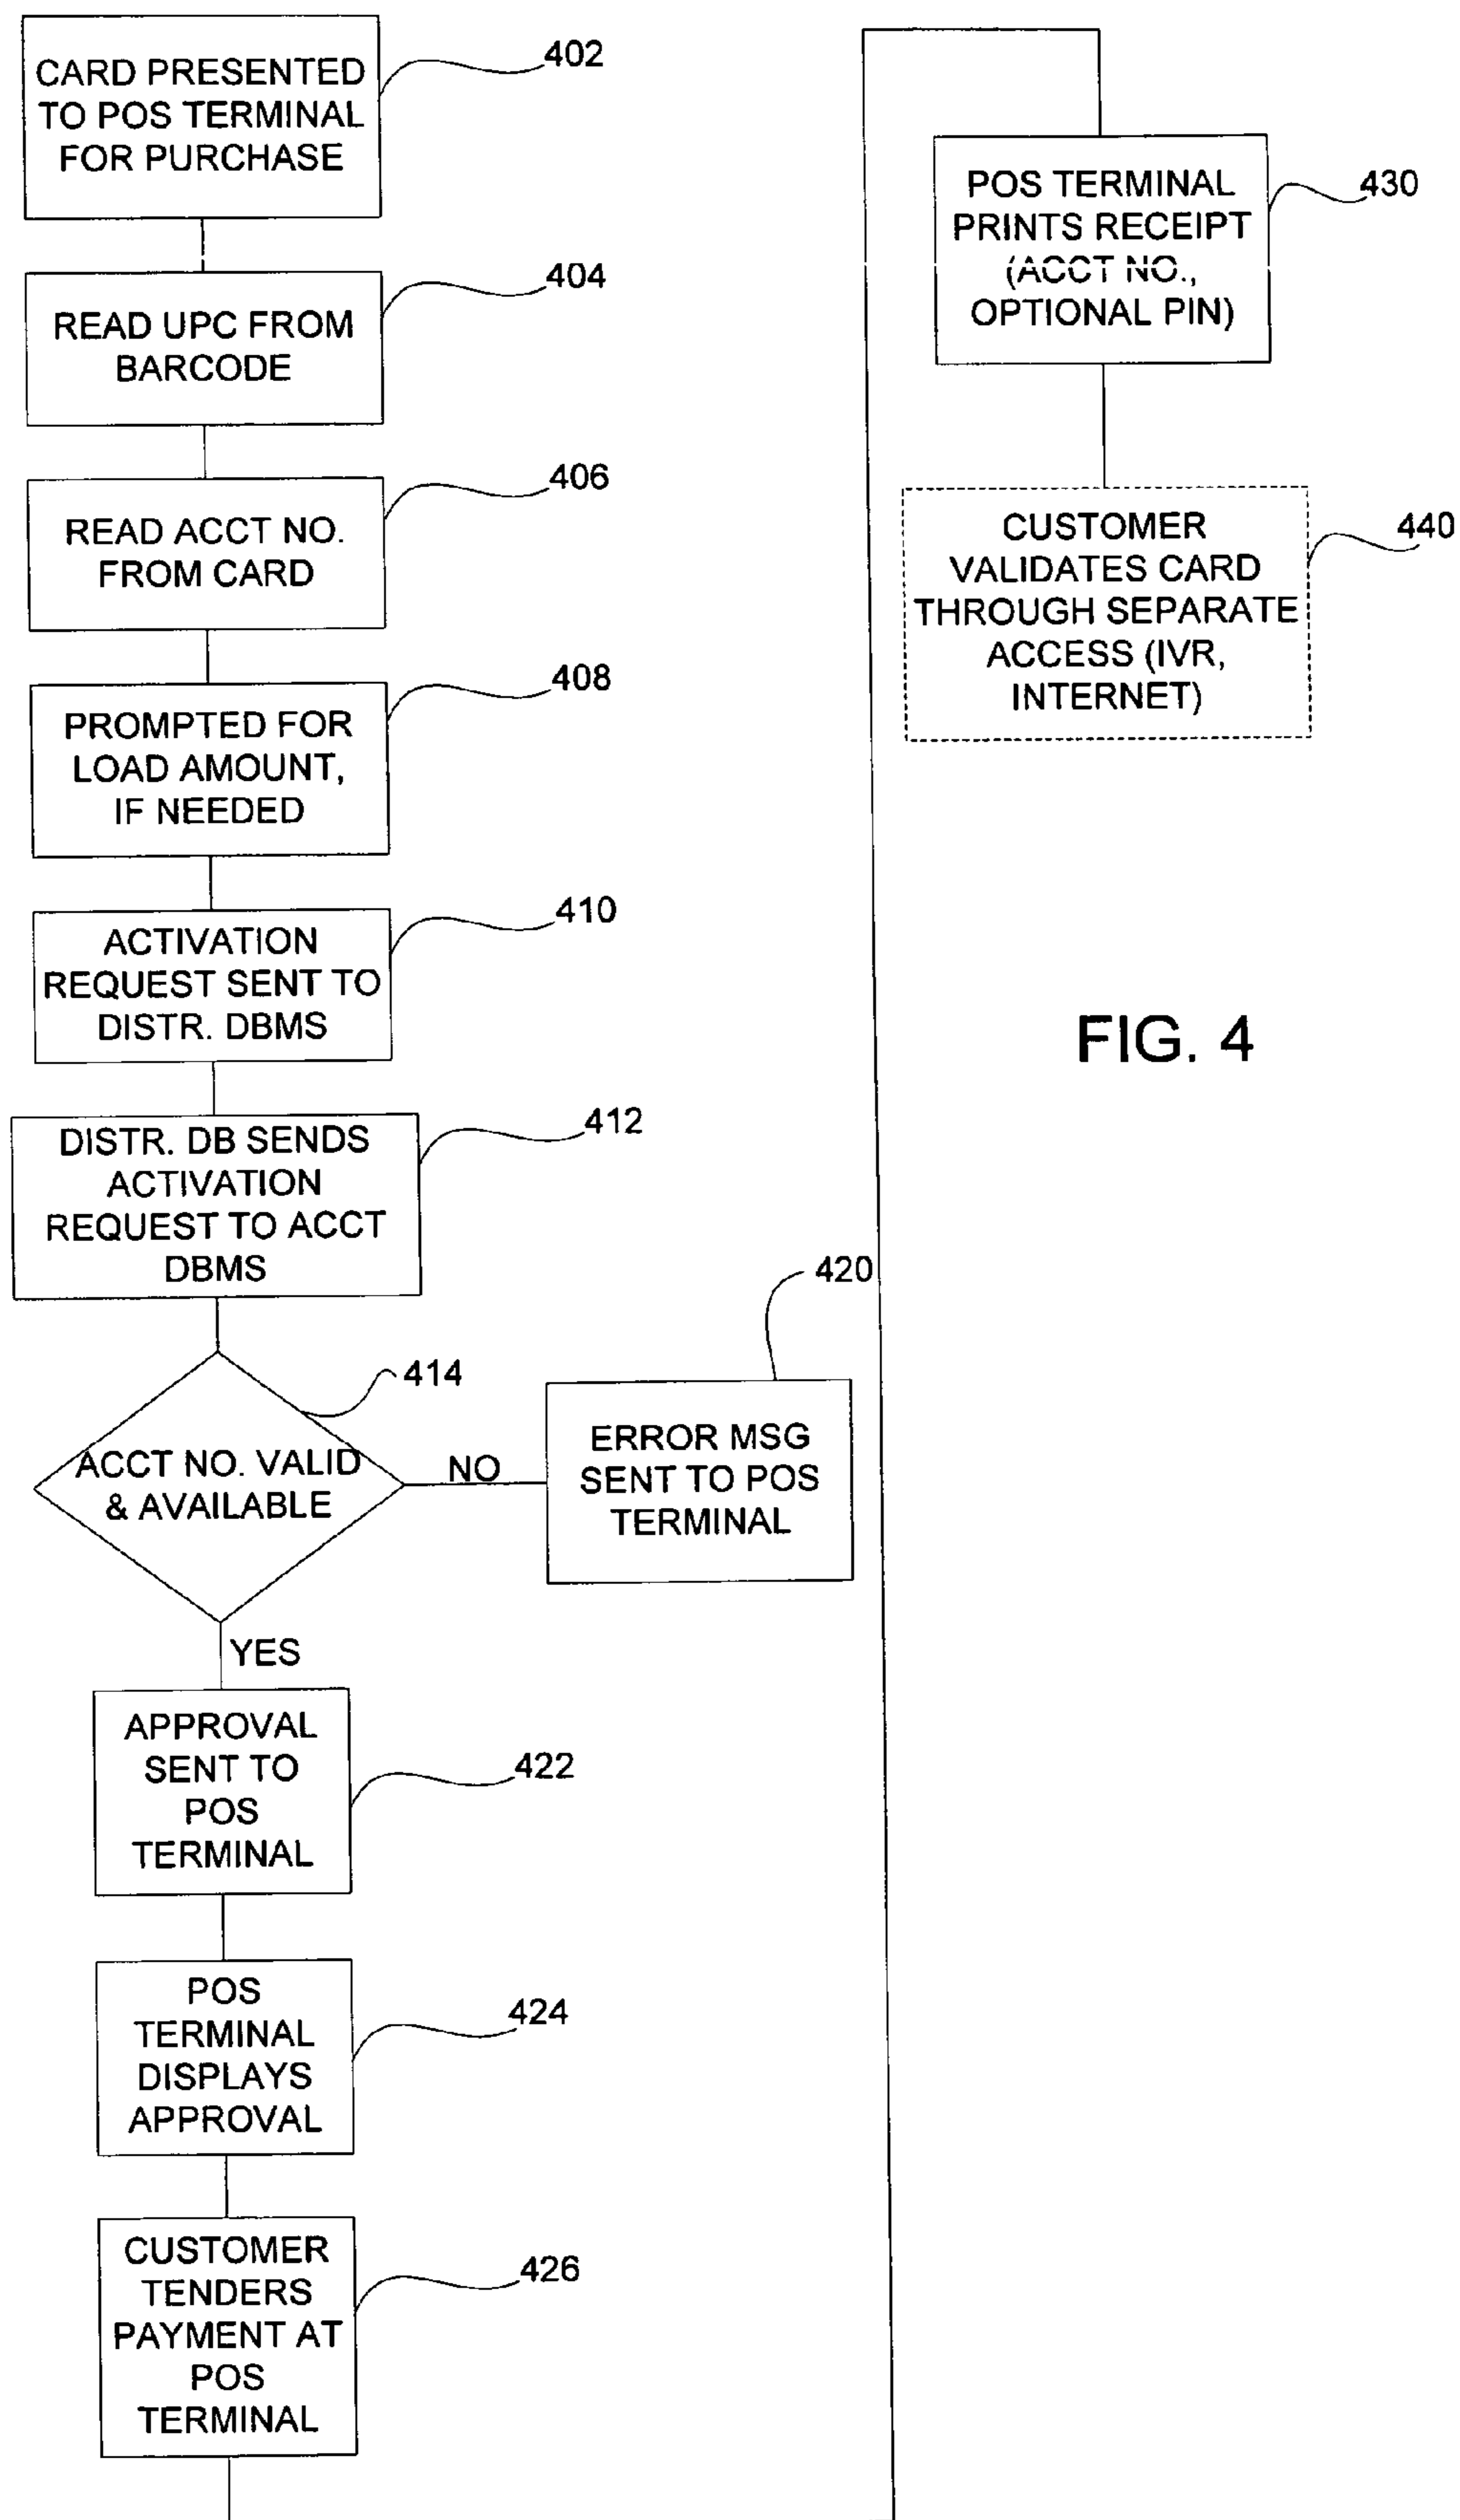 CARD PRESENTED
TO POS TERMINAL
FOR PURCHASE
402
READ UPC FROM
BARCODE
404
READ ACCT NO.
FROM CARD
406
PROMPTED FOR
LOAD AMOUNT,
IF NEEDED
408
ACTIVATION
REQUEST SENT TO
DISTR. DBMS
410
DISTR. DB SENDS
ACTIVATION
REQUEST TO ACCT
DBMS
412
ACCT NO. VALID
& AVAILABLE
414
NO
ERROR MSG
SENT TO POS
TERMINAL
420
YES
APPROVAL
SENT TO
POS
TERMINAL
422
POS
TERMINAL
DISPLAYS
APPROVAL
424
CUSTOMER
TENDERS
PAYMENT AT
POS
TERMINAL
426
POS TERMINAL
PRINTS RECEIPT
(ACCT NO.,
OPTIONAL PIN)
430
CUSTOMER
VALIDATES CARD
THROUGH SEPARATE
ACCESS (IVR,
INTERNET)
440
FIG. 4